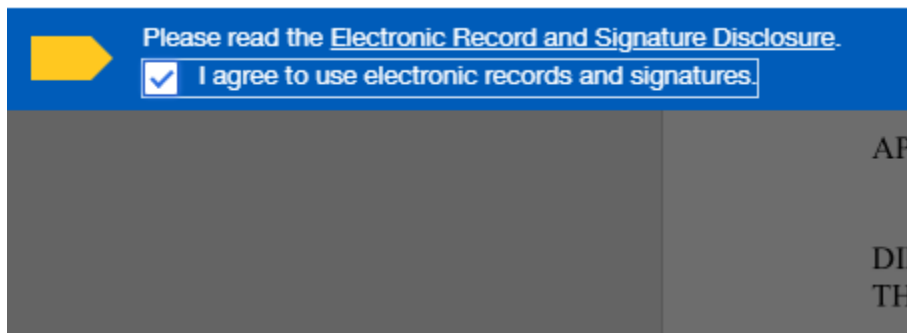 Please read the Electronic Record and Signature Disclosure.
I agree to use electronic records and signatures.